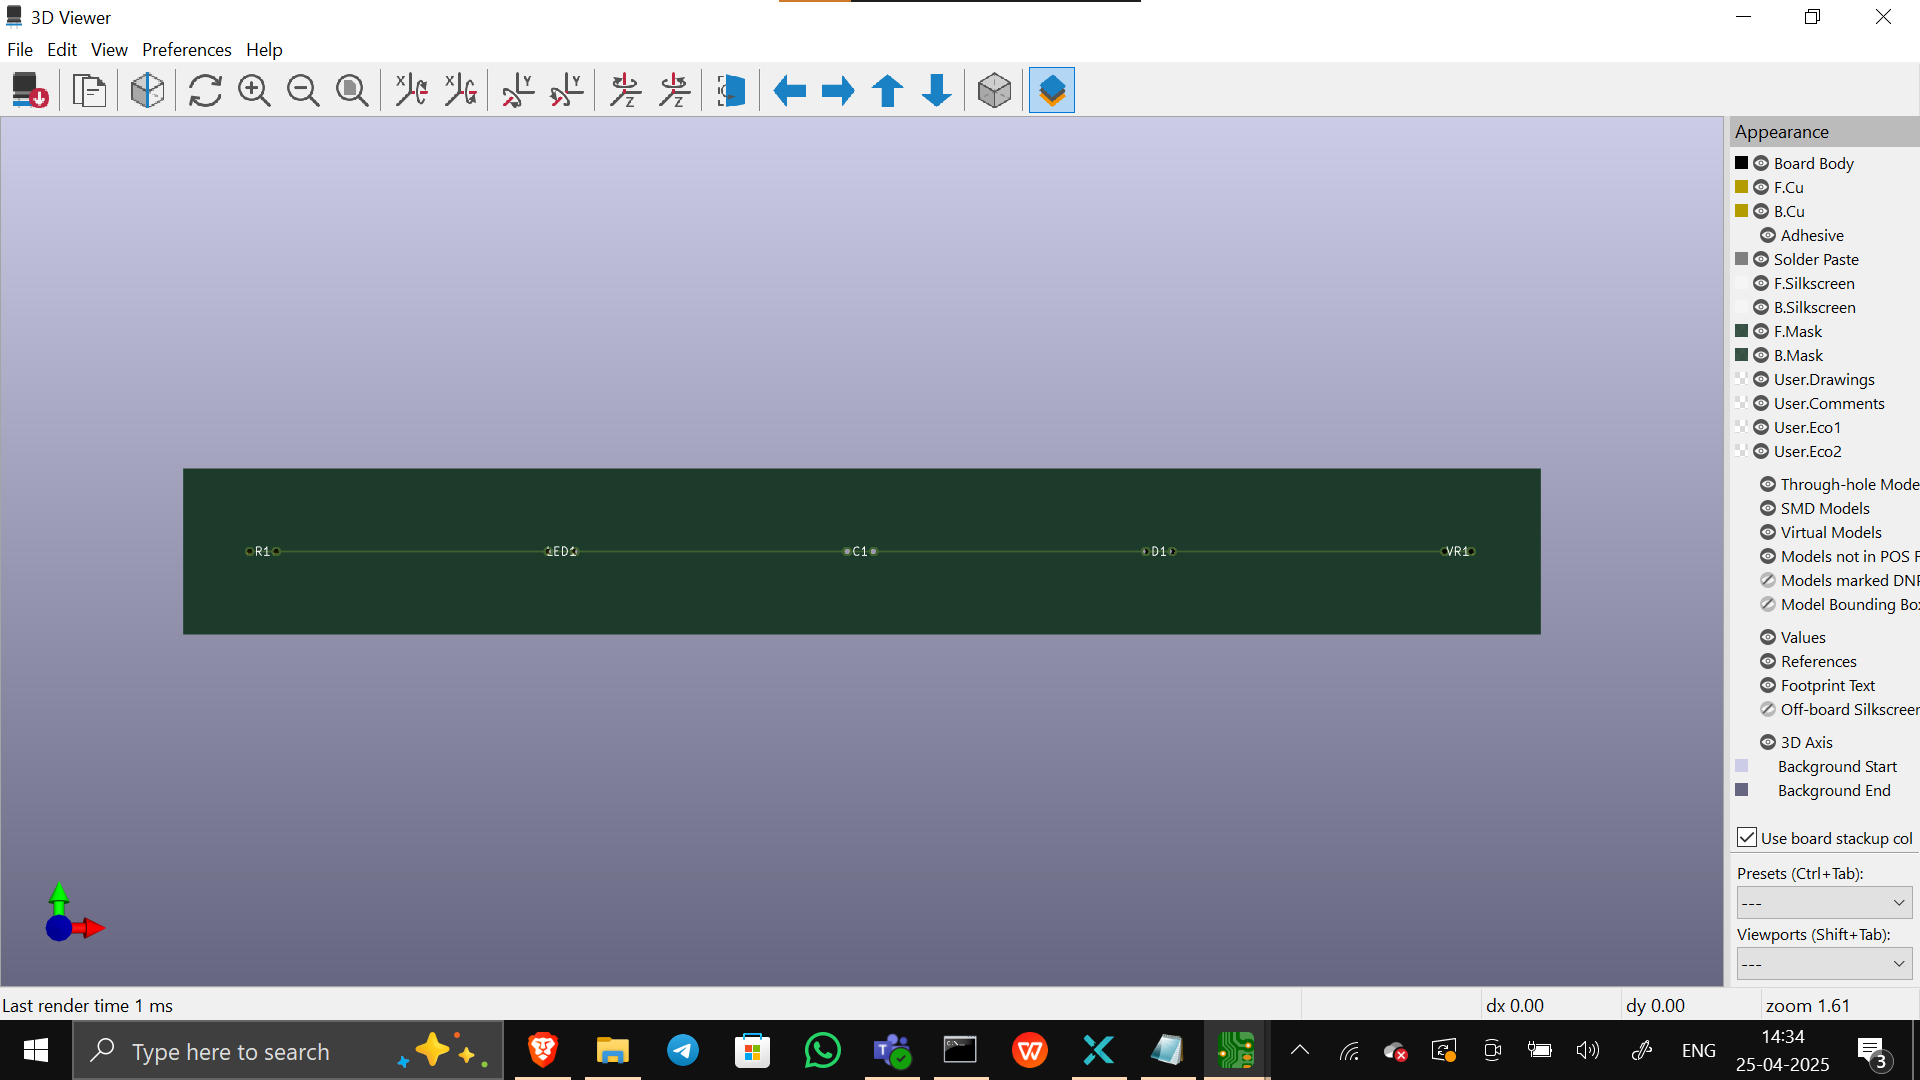 3D Viewer
File Edit View Preferences Help
X X Y Y Z Z
Appearance
Board Body
F.Cu
B.Cu
Adhesive
Solder Paste
F.Silkscreen
B.Silkscreen
F.Mask
B.Mask
User.Drawings
User.Comments
User.Eco1
User.Eco2
Through-hole Mode
SMD Models
Virtual Models
Models not in POS F
Models marked DNF
Model Bounding Box
Values
References
Footprint Text
Off-board Silkscreen
3D Axis
Background Start
Background End
Use board stackup col
Presets (Ctrl+Tab):
---
Viewports (Shift+Tab):
---
R1 LED1 C1 D1 VR1
Last render time 1 ms dx 0.00 dy 0.00 zoom 1.61
Type here to search
ENG
14:34
25-04-2025
3